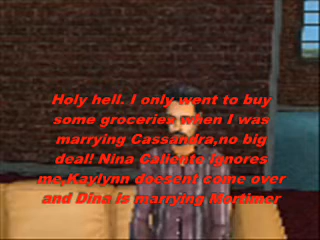 Holy hell. I only went to buy
some groceries when I was
marrying Cassandra,no big
deal! Nina Caliente ignores
me,Kaylynn doesent come over
and Dina is marrying Mortimer